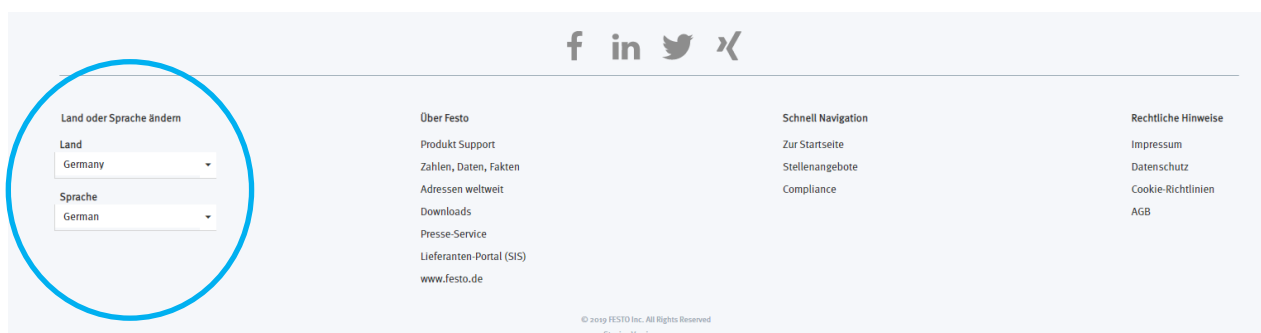 Land oder Sprache ändern
Land
Germany
Sprache
German
Über Festo
Produkt Support
Zahlen, Daten, Fakten
Adressen weltweit
Downloads
Presse-Service
Lieferanten-Portal (SIS)
www.festo.de
Schnell Navigation
Zur Startseite
Stellenangebote
Compliance
Rechtliche Hinweise
Impressum
Datenschutz
Cookie-Richtlinien
AGB
© 2019 FESTO Inc. All Rights Reserved